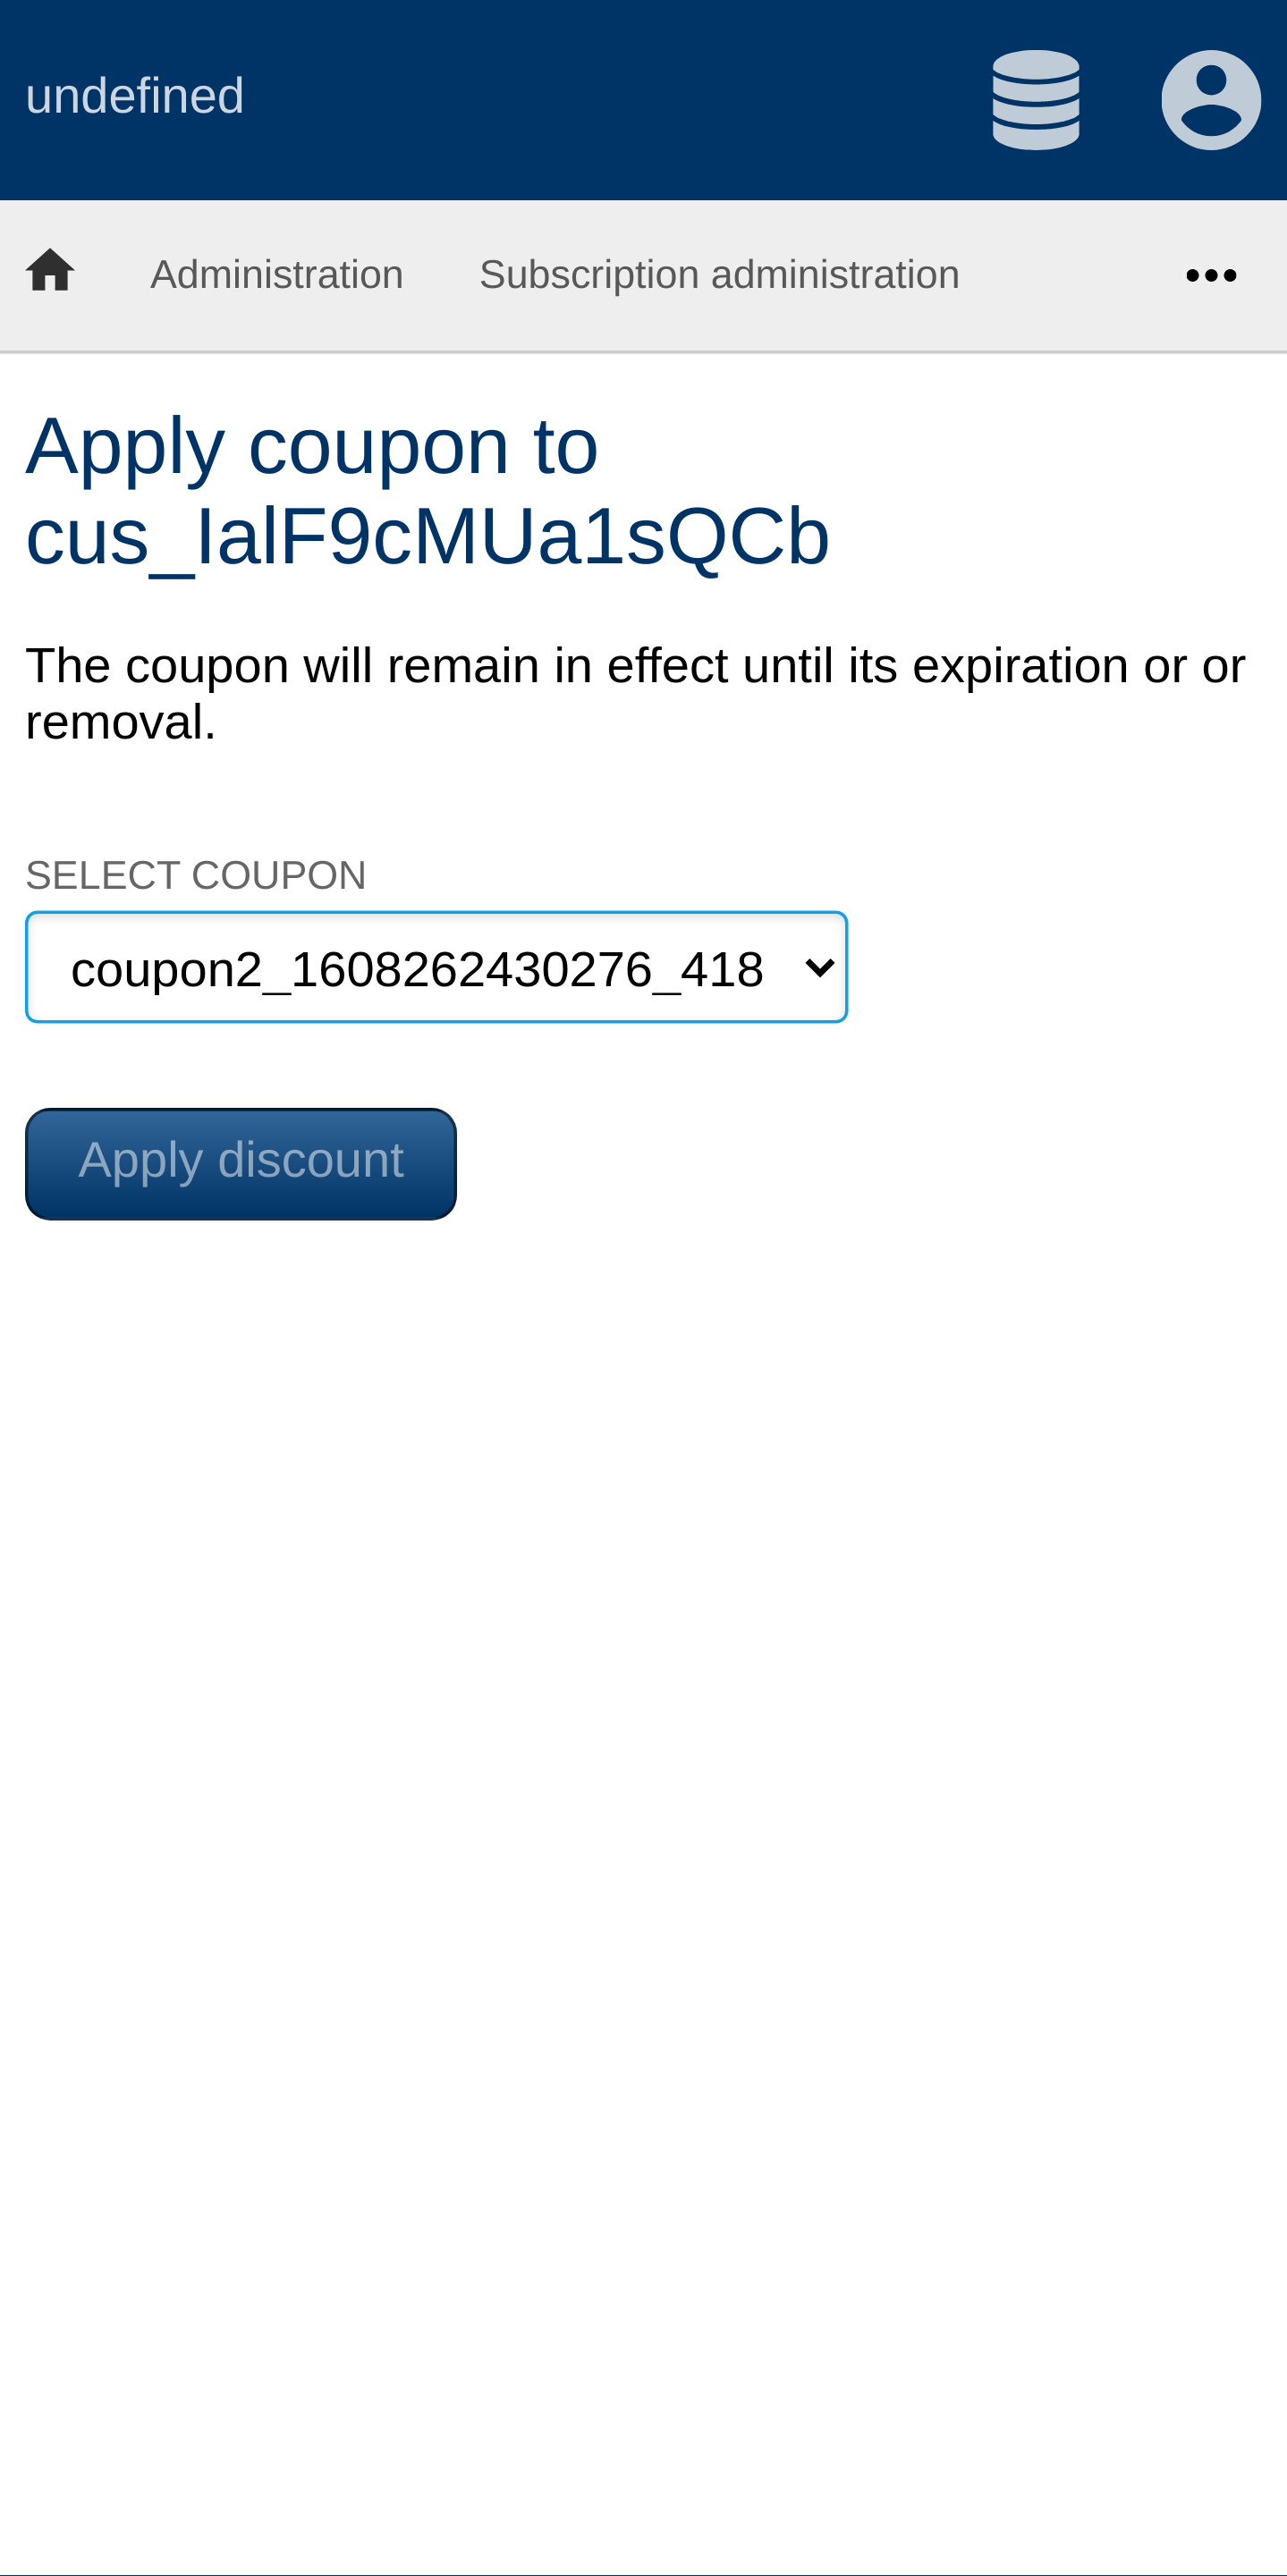 undefined
Administration Subscription administration
Apply coupon to
cus_IalF9cMUa1sQCb
The coupon will remain in effect until its expiration or or
removal.
SELECT COUPON
coupon2_1608262430276_418
Apply discount